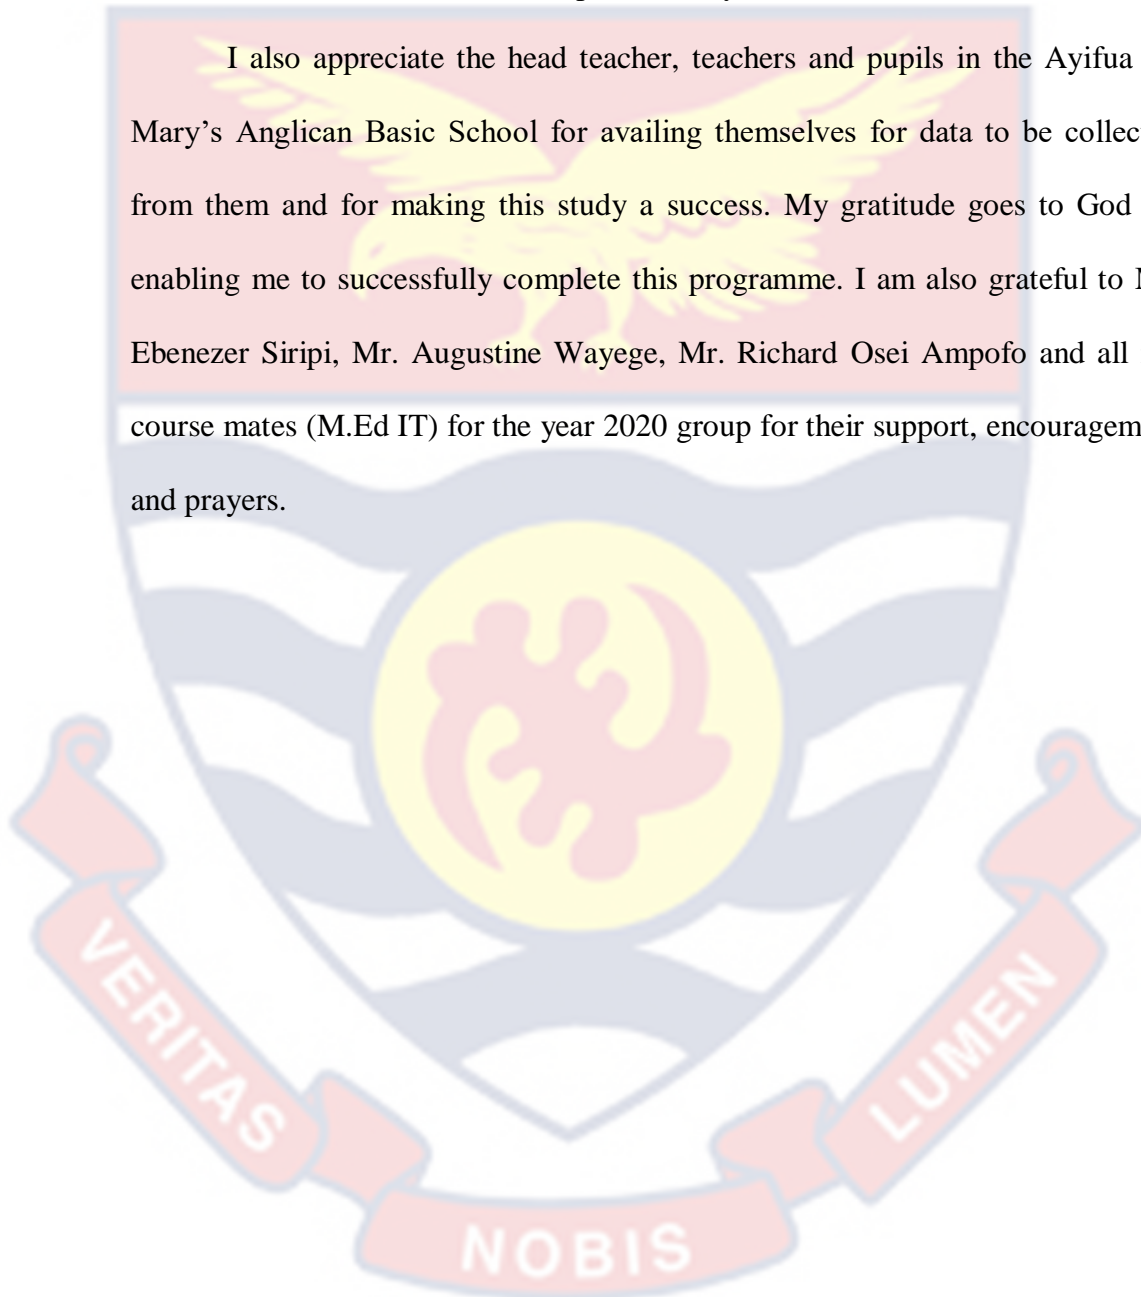 I also appreciate the head teacher, teachers and pupils in the Ayifua
Mary’s Anglican Basic School for availing themselves for data to be collec
from them and for making this study a success. My gratitude goes to God
enabling me to successfully complete this programme. I am also grateful to
Ebenezer Siripi, Mr. Augustine Wayege, Mr. Richard Osei Ampofo and all
course mates (M.Ed IT) for the year 2020 group for their support, encouragem
and prayers.
VERITAS
NOBIS
LUMEN